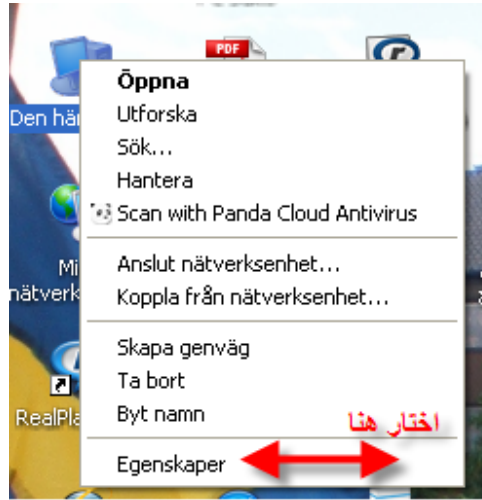 PDF
Den här
Öppna
Utforska
Sök...
Hantera
Scan with Panda Cloud Antivirus
Mi
nätverk
Anslut nätverksenhet...
Koppla från nätverksenhet...
Skapa genväg
Ta bort
RealPla
Byt namn
اختار هنا
Egenskaper